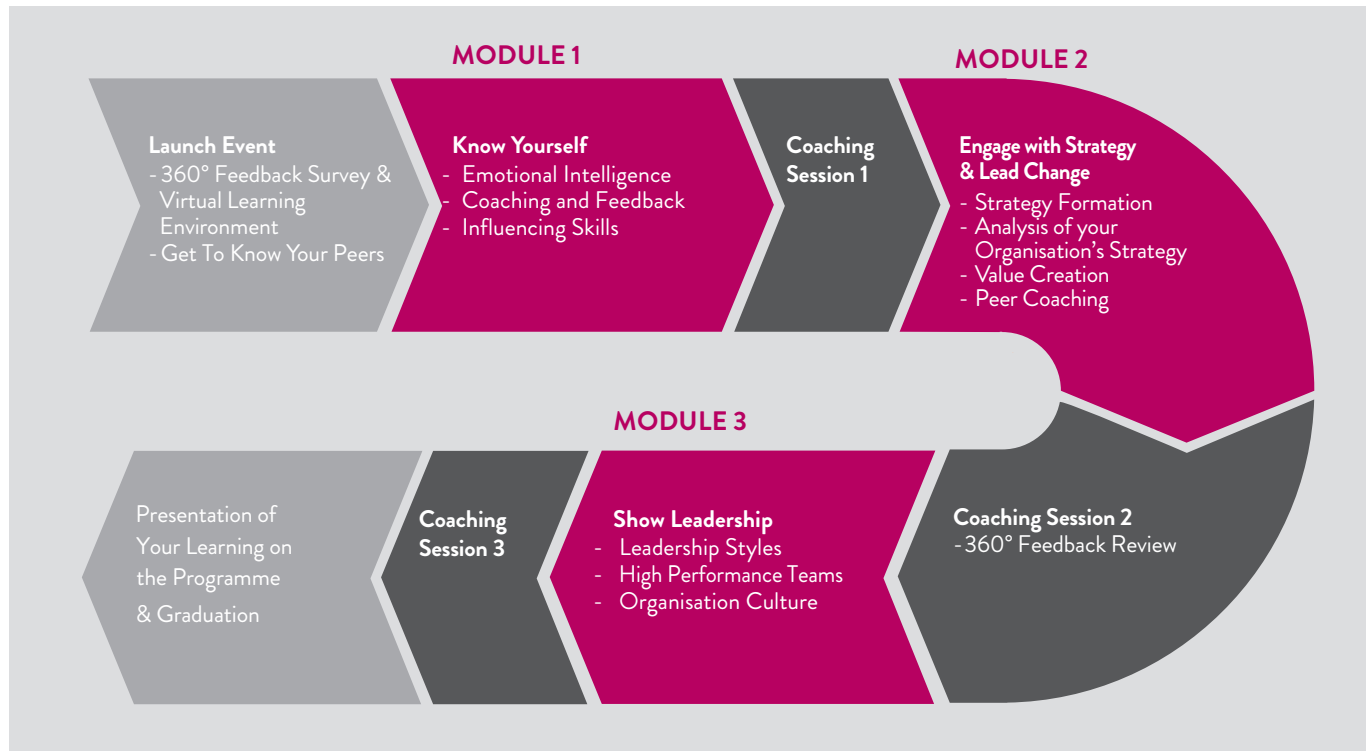 MODULE 1
MODULE 2
Launch Event
- 360° Feedback Survey &
Virtual Learning
Environment
- Get To Know Your Peers
Know Yourself
- Emotional Intelligence
- Coaching and Feedback
- Influencing Skills
Coaching
Session 1
Engage with Strategy
& Lead Change
- Strategy Formation
- Analysis of your
Organisation's Strategy
- Value Creation
- Peer Coaching
Coaching Session 2
- 360° Feedback Review
MODULE 3
Show Leadership
- Leadership Styles
- High Performance Teams
- Organisation Culture
Coaching
Session 3
Presentation of
Your Learning on
the Programme
& Graduation